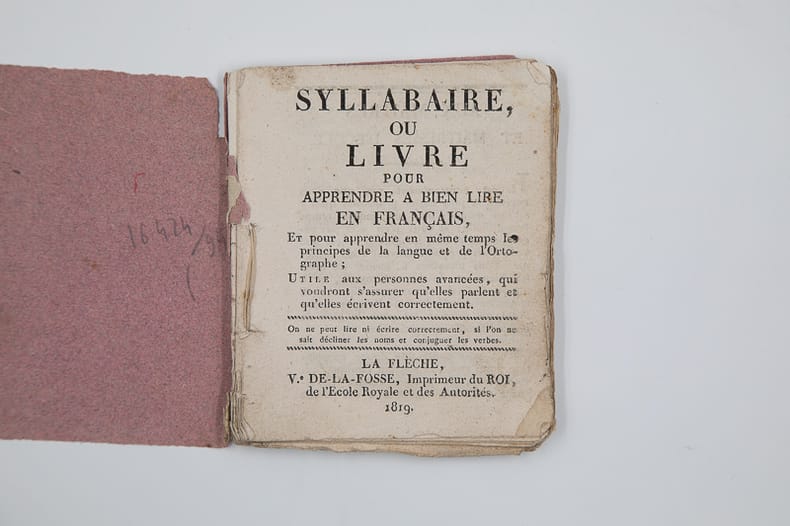 SYLLABAIRE,
OU
LIVRE
POUR
APPRENDRE A BIEN LIRE
EN FRANÇAIS,
ET pour apprendre en même temps les
principes de la langue et de l'Orto-
graphe ;
UTILE aux personnes avancées, qui
voudront s'assurer qu'elles parlent et
qu'elles écrivent correctement.
On ne peut lire ni écrire correctement, si l'on ne
sait décliner les noms et conjuguer les verbes.
LA FLÈCHE,
V.e DE-LA-FOSSE, Imprimeur du ROI,
de l'Ecole Royale et des Autorités.
1819.